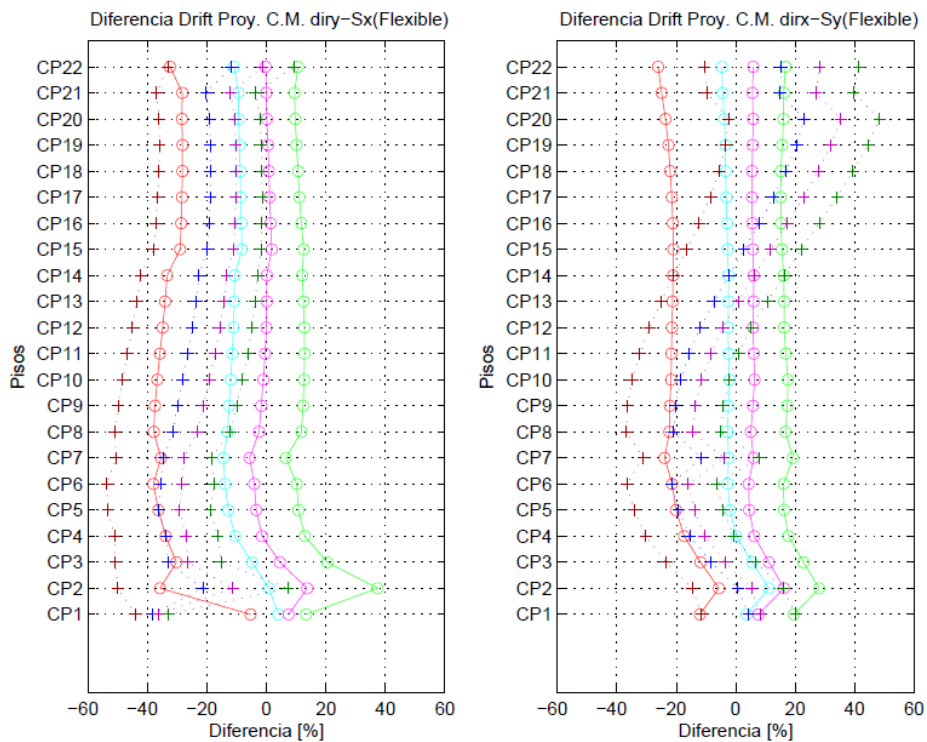 Diferencia Drift Proy. C.M. diry−Sx(Flexible)
CP22
CP21
CP20
CP19
CP18
CP17
CP16
CP15
CP14
CP13
CP12
CP11
CP10
CP9
CP8
CP7
CP6
CP5
CP4
CP3
CP2
CP1
Pisos
−60 −40 −20 0 20 40 60
Diferencia [%]
Diferencia Drift Proy. C.M. dirx−Sy(Flexible)
CP22
CP21
CP20
CP19
CP18
CP17
CP16
CP15
CP14
CP13
CP12
CP11
CP10
CP9
CP8
CP7
CP6
CP5
CP4
CP3
CP2
CP1
Pisos
−60 −40 −20 0 20 40 60
Diferencia [%]